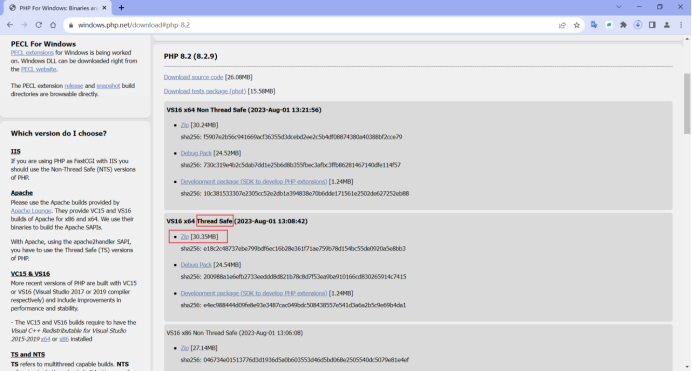 PHP For Windows: Binaries and
windows.php.net/download#php-8.2
PECL For Windows
PECL extensions for Windows is being worked
on. Windows DLL can be downloaded right from
the PECL website.
The PECL extension release and snapshot build
directories are browseable directly.
Which version do I choose?
IIS
If you are using PHP as FastCGI with IIS you
should use the Non-Thread Safe (NTS) versions
of PHP.
Apache
Please use the Apache builds provided by
Apache Lounge. They provide VC15 and VS16
builds of Apache for x86 and x64. We use their
binaries to build the Apache SAPIs.
With Apache, using the apache2handler SAPI,
you have to use the Thread Safe (TS) versions
of PHP.
VC15 & VS16
More recent versions of PHP are built with VC15
or VS16 (Visual Studio 2017 or 2019 compiler
respectively) and include improvements in
performance and stability.
- The VC15 and VS16 builds require to have the
Visual C++ Redistributable for Visual Studio
2015-2019 x64 or x86 installed
TS and NTS
TS refers to multithread capable builds. NTS
PHP 8.2 (8.2.9)
Download source code [26.08MB]
Download tests package (phpt) [15.56MB]
VS16 x64 Non Thread Safe (2023-Aug-01 13:21:56)
Zip [30.24MB]
sha256:
Debug Pack [24.52MB]
sha256:
Development package (SDK to develop PHP extensions) [1.24MB]
sha256:
VS16 x64 Thread Safe (2023-Aug-01 13:08:42)
Zip [30.35MB]
sha256:
Debug Pack [24.54MB]
sha256:
Development package (SDK to develop PHP extensions) [1.24MB]
sha256:
VS16 x86 Non Thread Safe (2023-Aug-01 13:06:08)
Zip [27.14MB]
sha256: